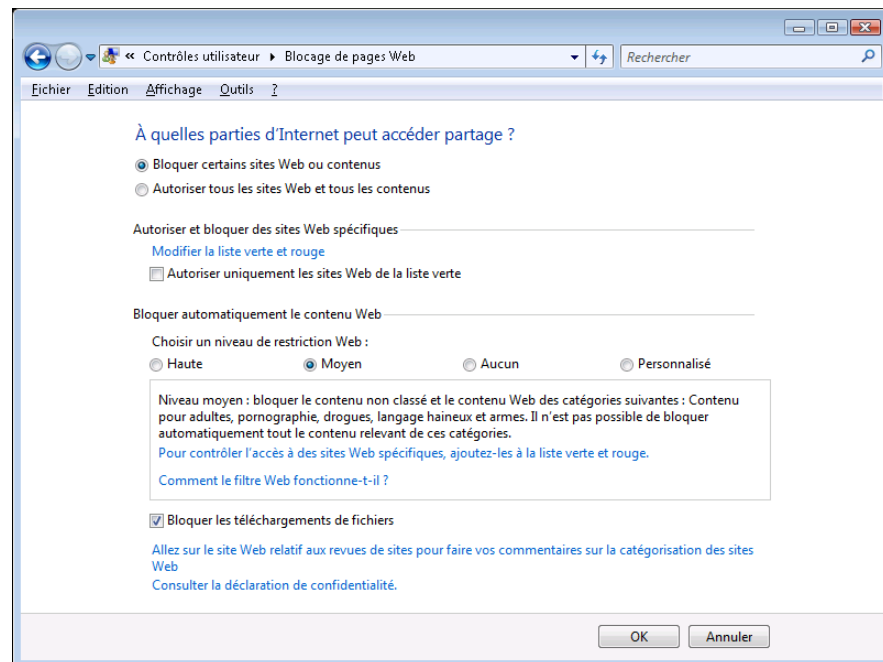 « Contrôles utilisateur ▸ Blocage de pages Web
Rechercher
Fichier Edition Affichage Outils ?
À quelles parties d'Internet peut accéder partage ?
Bloquer certains sites Web ou contenus
Autoriser tous les sites Web et tous les contenus
Autoriser et bloquer des sites Web spécifiques
Modifier la liste verte et rouge
Autoriser uniquement les sites Web de la liste verte
Bloquer automatiquement le contenu Web
Choisir un niveau de restriction Web :
Haute Moyen Aucun Personnalisé
Niveau moyen : bloquer le contenu non classé et le contenu Web des catégories suivantes : Contenu
pour adultes, pornographie, drogues, langage haineux et armes. Il n'est pas possible de bloquer
automatiquement tout le contenu relevant de ces catégories.
Pour contrôler l'accès à des sites Web spécifiques, ajoutez-les à la liste verte et rouge.
Comment le filtre Web fonctionne-t-il ?
Bloquer les téléchargements de fichiers
Allez sur le site Web relatif aux revues de sites pour faire vos commentaires sur la catégorisation des sites
Web
Consulter la déclaration de confidentialité.
OK Annuler